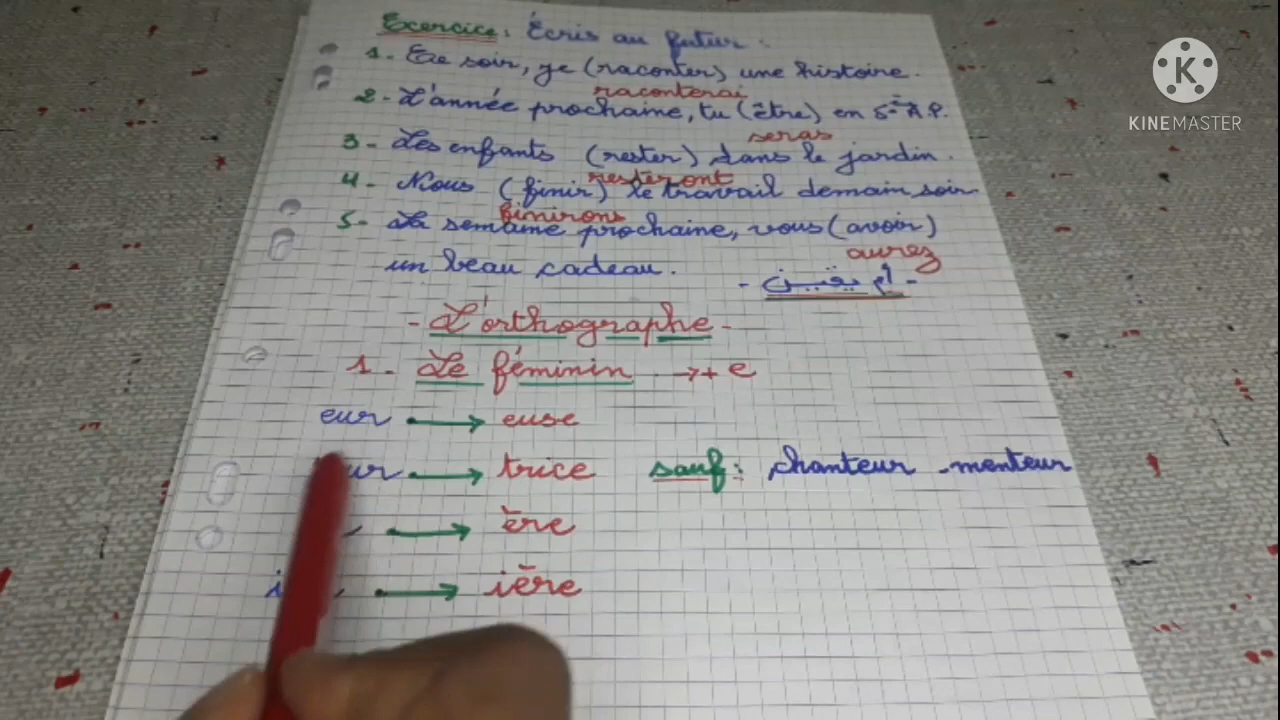 Exercice: Écris au futur:
1- Ce soir, je (raconter) une histoire.
raconterai
2- L'année prochaine, tu (être) en 5ème A.P.
seras
3- Les enfants (rester) dans le jardin.
resteront
4- Nous (finir) le travail demain soir
finirons
5- La semaine prochaine, vous (avoir)
aurez
un beau cadeau.
- أم يقين -
- L'orthographe -
1- Le féminin → + e
eur → euse
→ trice sauf: chanteur - menteur
→ ère
→ ière
KINEMASTER